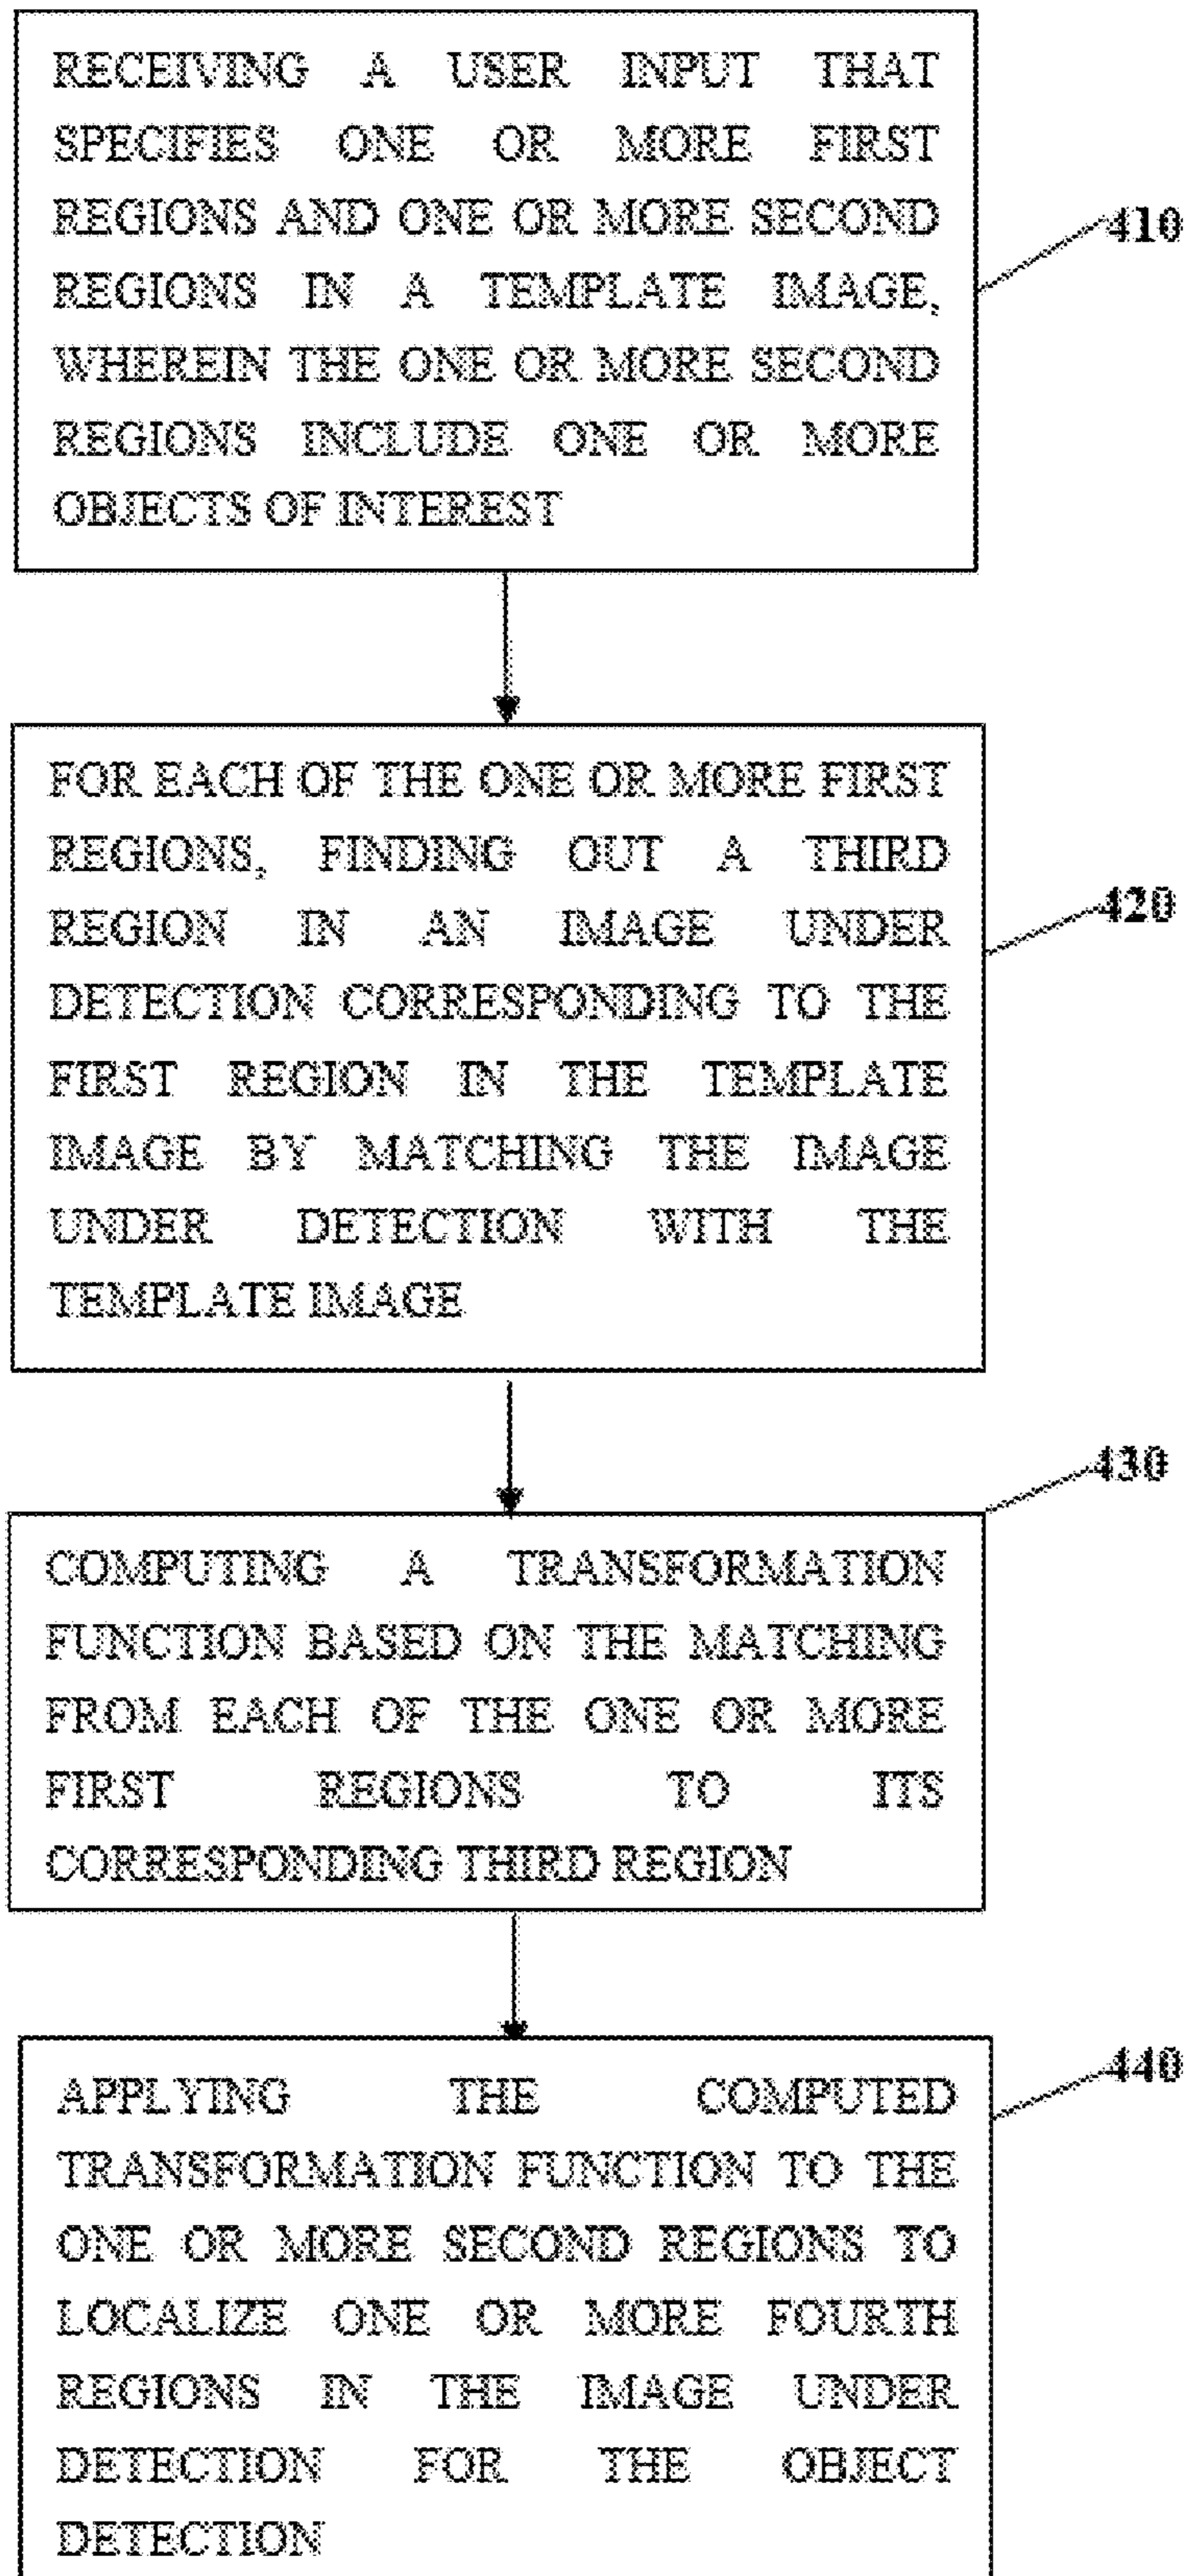 RECEIVING A USER INPUT THAT
SPECIFIES ONE OR MORE FIRST
REGIONS AND ONE OR MORE SECOND
REGIONS IN A TEMPLATE IMAGE,
WHEREIN THE ONE OR MORE SECOND
REGIONS INCLUDE ONE OR MORE
OBJECTS OF INTEREST
410
FOR EACH OF THE ONE OR MORE FIRST
REGIONS, FINDING OUT A THIRD
REGION IN AN IMAGE UNDER
DETECTION CORRESPONDING TO THE
FIRST REGION IN THE TEMPLATE
IMAGE BY MATCHING THE IMAGE
UNDER DETECTION WITH THE
TEMPLATE IMAGE
420
430
COMPUTING A TRANSFORMATION
FUNCTION BASED ON THE MATCHING
FROM EACH OF THE ONE OR MORE
FIRST REGIONS TO ITS
CORRESPONDING THIRD REGION
440
APPLYING THE COMPUTED
TRANSFORMATION FUNCTION TO THE
ONE OR MORE SECOND REGIONS TO
LOCALIZE ONE OR MORE FOURTH
REGIONS IN THE IMAGE UNDER
DETECTION FOR THE OBJECT
DETECTION